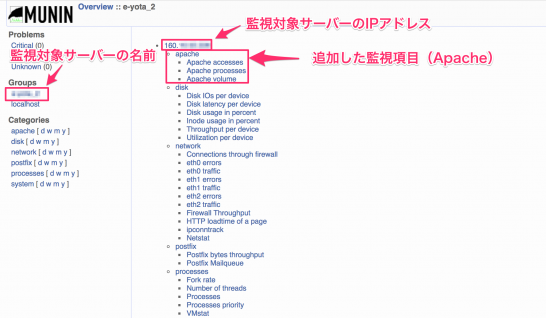 MUNIN
Overview :: e-yota_2
Problems
Critical (0)
Unknown (0)
Groups
localhost
Categories
apache [ d w m y ]
disk [ d w m y ]
network [ d w m y ]
postfix [ d w m y ]
processes [ d w m y ]
system [ d w m y ]
監視対象サーバーの名前
監視対象サーバーのIPアドレス
追加した監視項目（Apache）
160.
apache
Apache accesses
Apache processes
Apache volume
disk
Disk IOs per device
Disk latency per device
Disk usage in percent
Inode usage in percent
Throughput per device
Utilization per device
network
Connections through firewall
eth0 errors
eth0 traffic
eth1 errors
eth1 traffic
eth2 errors
eth2 traffic
Firewall Throughput
HTTP loadtime of a page
ipconntrack
Netstat
postfix
Postfix bytes throughput
Postfix Mailqueue
processes
Fork rate
Number of threads
Processes
Processes priority
VMstat